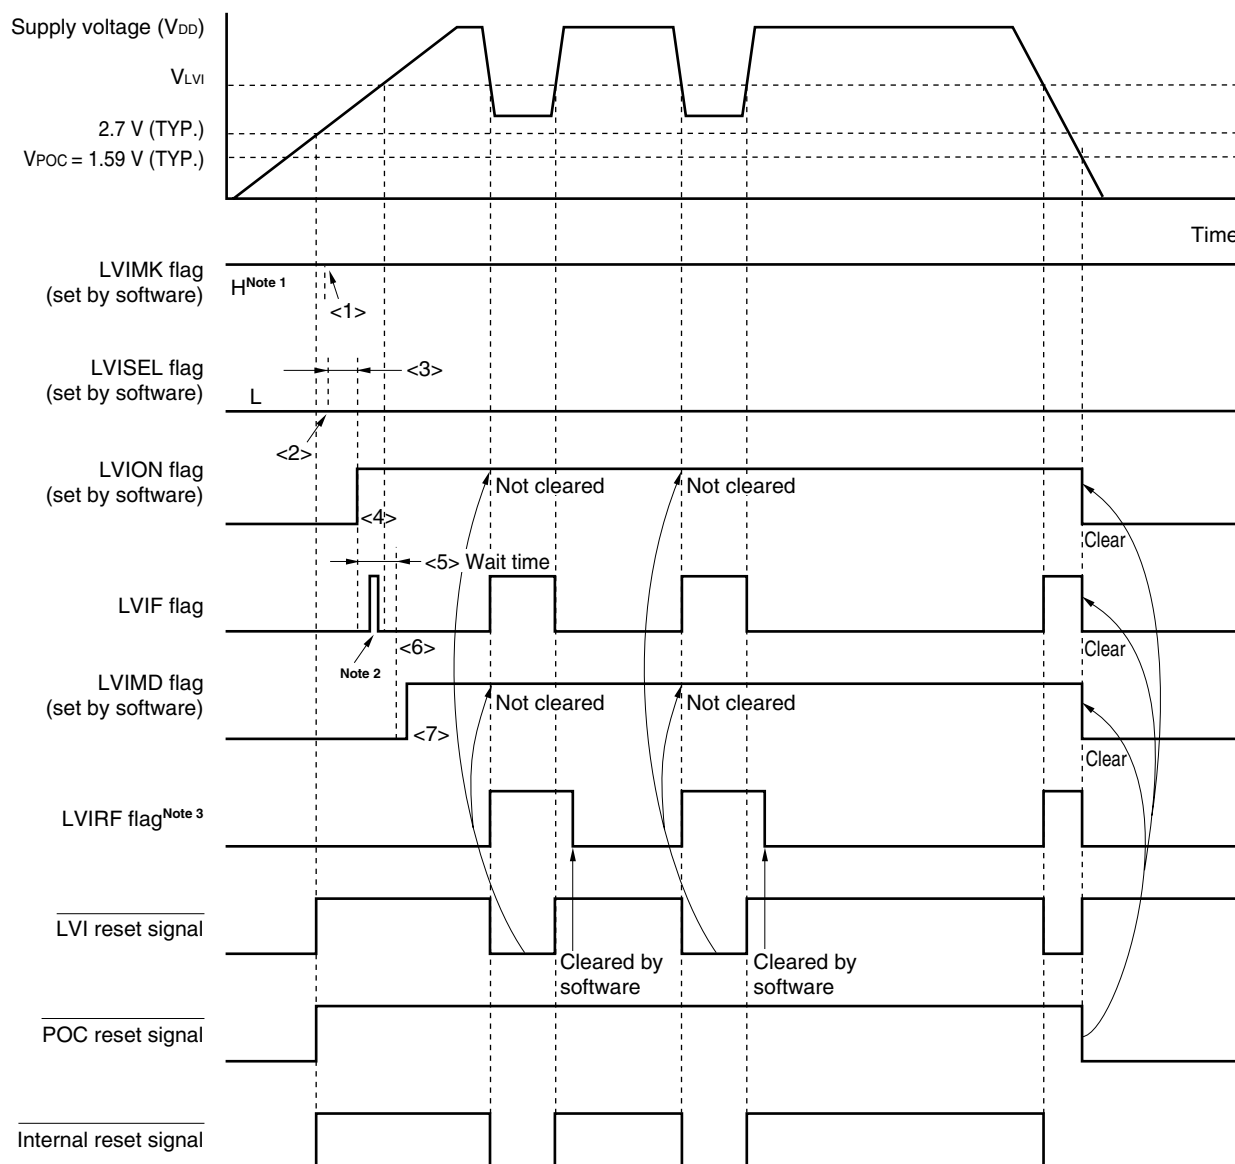 Supply voltage (VDD)
VLVI
2.7 V (TYP.)
VPOC = 1.59 V (TYP.)
Time
LVIMK flag
(set by software)
H Note 1
<1>
LVISEL flag
(set by software)
<3>
L
<2>
LVION flag
(set by software)
Not cleared
Not cleared
<4>
Clear
<5> Wait time
LVIF flag
<6>
Clear
Note 2
LVIMD flag
(set by software)
Not cleared
Not cleared
<7>
Clear
LVIRF flag Note 3
LVI reset signal
Cleared by
software
Cleared by
software
POC reset signal
Internal reset signal